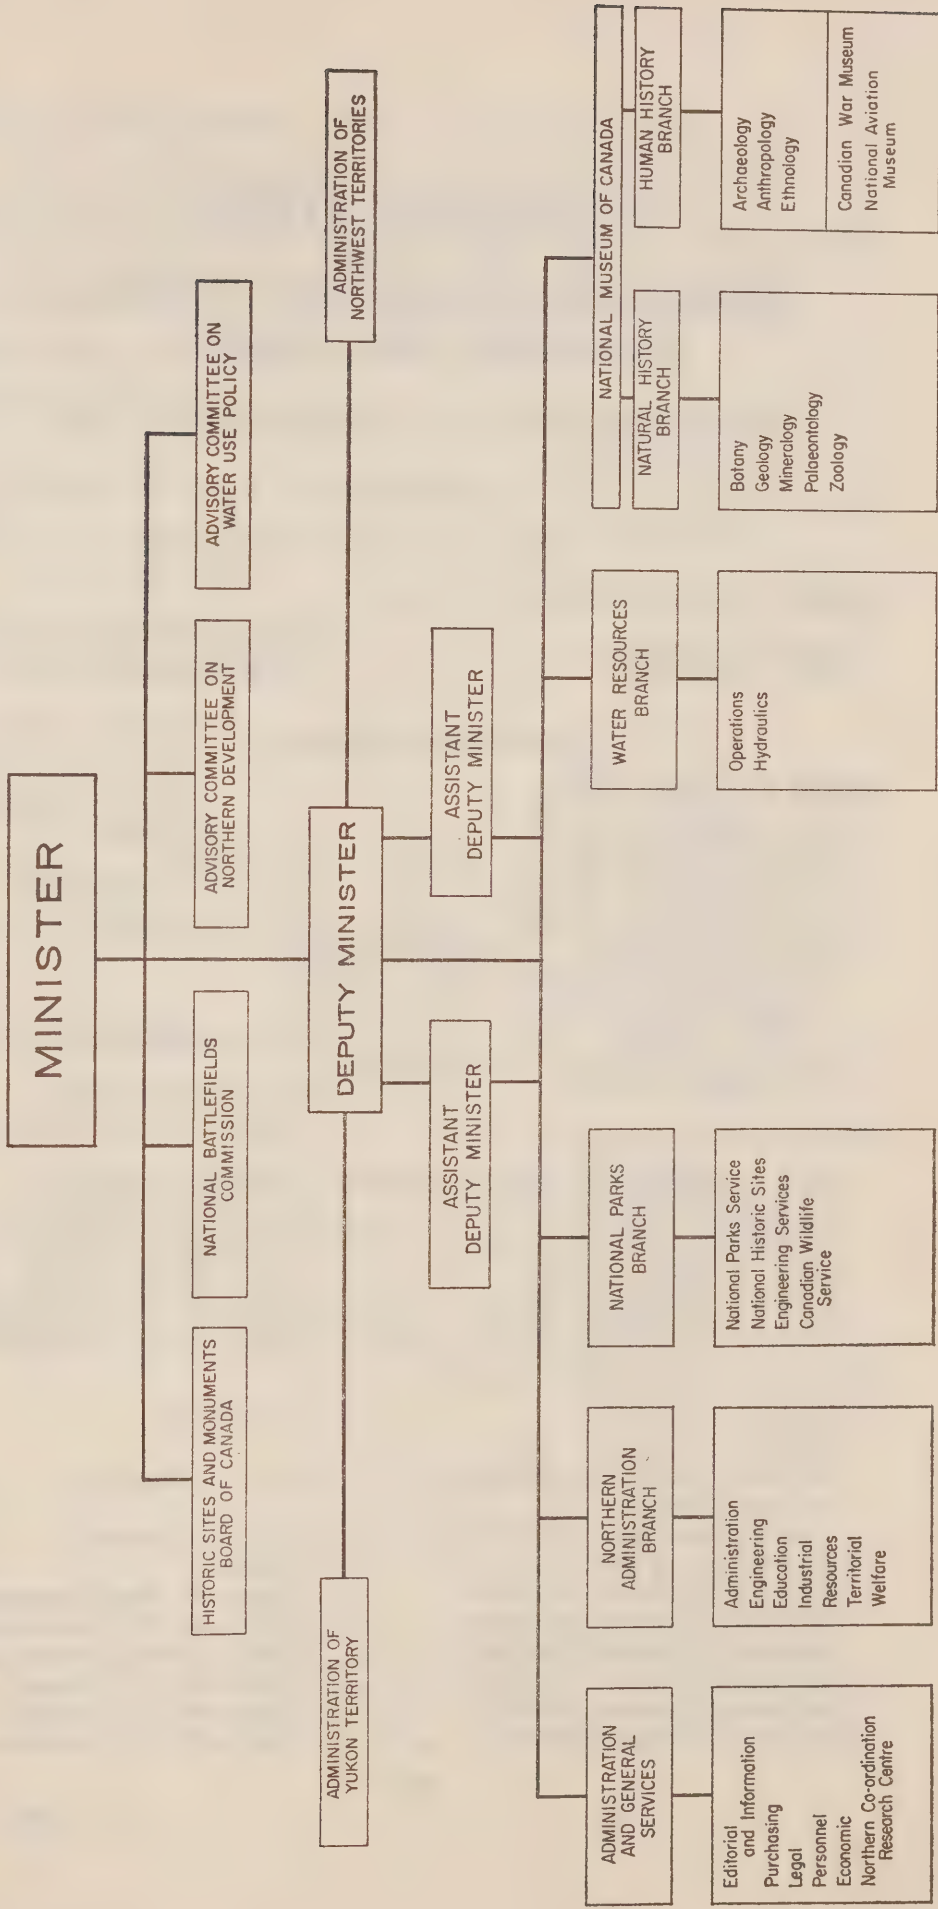 MINISTER
HISTORIC SITES AND MONUMENTS
BOARD OF CANADA
NATIONAL BATTLEFIELDS
COMMISSION
ADVISORY COMMITTEE ON
NORTHERN DEVELOPMENT
ADVISORY COMMITTEE ON
WATER USE POLICY
ADMINISTRATION OF
YUKON TERRITORY
DEPUTY MINISTER
ADMINISTRATION OF
NORTHWEST TERRITORIES
ASSISTANT
DEPUTY MINISTER
ASSISTANT
DEPUTY MINISTER
ADMINISTRATION
AND GENERAL
SERVICES
Editorial
and Information
Purchasing
Legal
Personnel
Economic
Northern Co-ordination
Research Centre
NORTHERN
ADMINISTRATION
BRANCH
Administration
Engineering
Education
Industrial
Resources
Territorial
Welfare
NATIONAL PARKS
BRANCH
National Parks Service
National Historic Sites
Engineering Services
Canadian Wildlife
Service
WATER RESOURCES
BRANCH
Operations
Hydraulics
NATIONAL MUSEUM OF CANADA
NATURAL HISTORY
BRANCH
Botany
Geology
Mineralogy
Palaeontology
Zoology
HUMAN HISTORY
BRANCH
Archaeology
Anthropology
Ethnology
Canadian War Museum
National Aviation
Museum